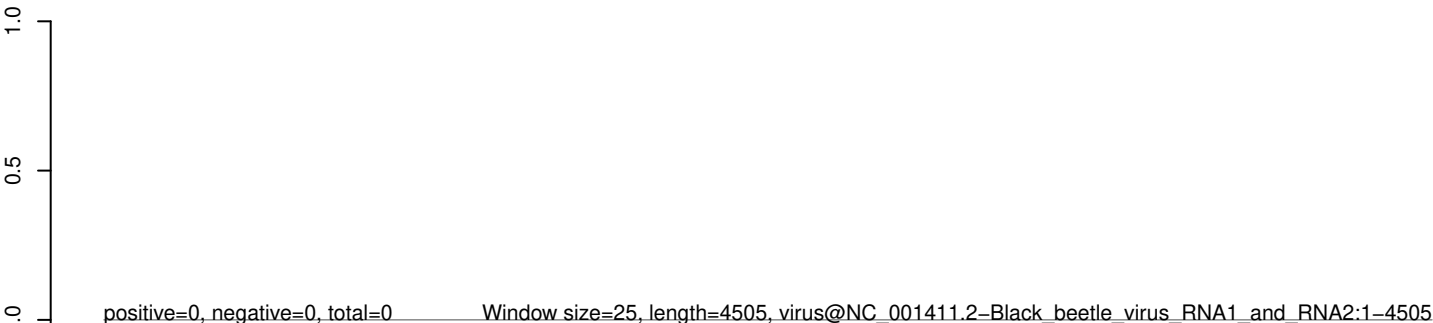 1.0
0.5
.0
positive=0, negative=0, total=0 Window size=25, length=4505, virus@NC_001411.2−Black_beetle_virus_RNA1_and_RNA2:1−4505